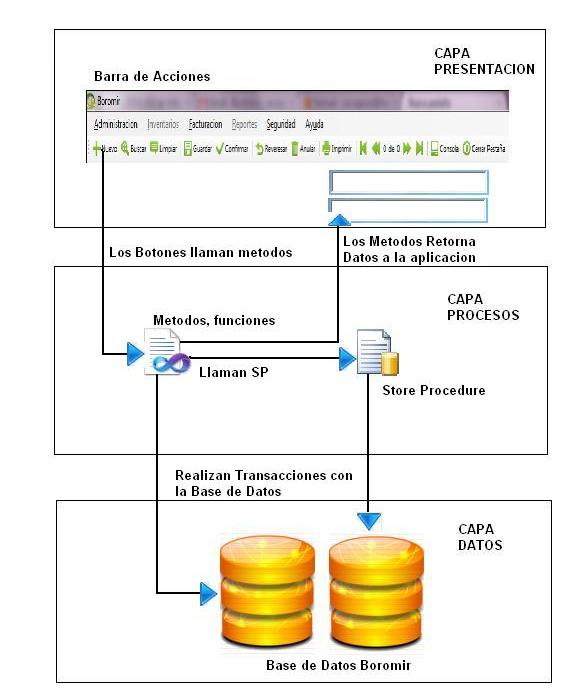 CAPA
PRESENTACION
Barra de Acciones
Boromir
Administracion Inventarios Facturacion Reportes Seguridad Ayuda
Nuevo Buscar Limpiar Guardar Confirmar Reversar Anular Imprimir 0 de 0 Consola Cerrar Pestaña
Los Botones llaman metodos
Los Metodos Retorna
Datos a la aplicacion
CAPA
PROCESOS
Metodos, funciones
Llaman SP
Store Procedure
Realizan Transacciones con
la Base de Datos
CAPA
DATOS
Base de Datos Boromir